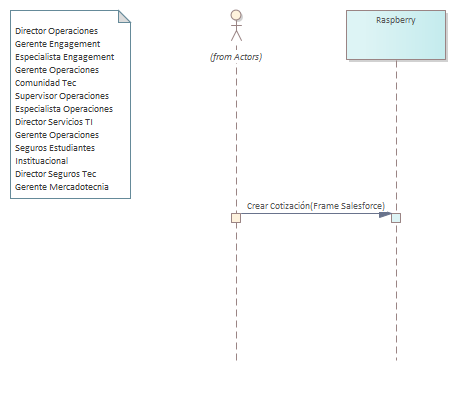 Director Operaciones
Gerente Engagement
Especialista Engagement
Gerente Operaciones
Comunidad Tec
Supervisor Operaciones
Especialista Operaciones
Director Servicios TI
Gerente Operaciones
Seguros Estudiantes
Instituacional
Director Seguros Tec
Gerente Mercadotecnia
(from Actors)
Raspberry
Crear Cotización(Frame Salesforce)